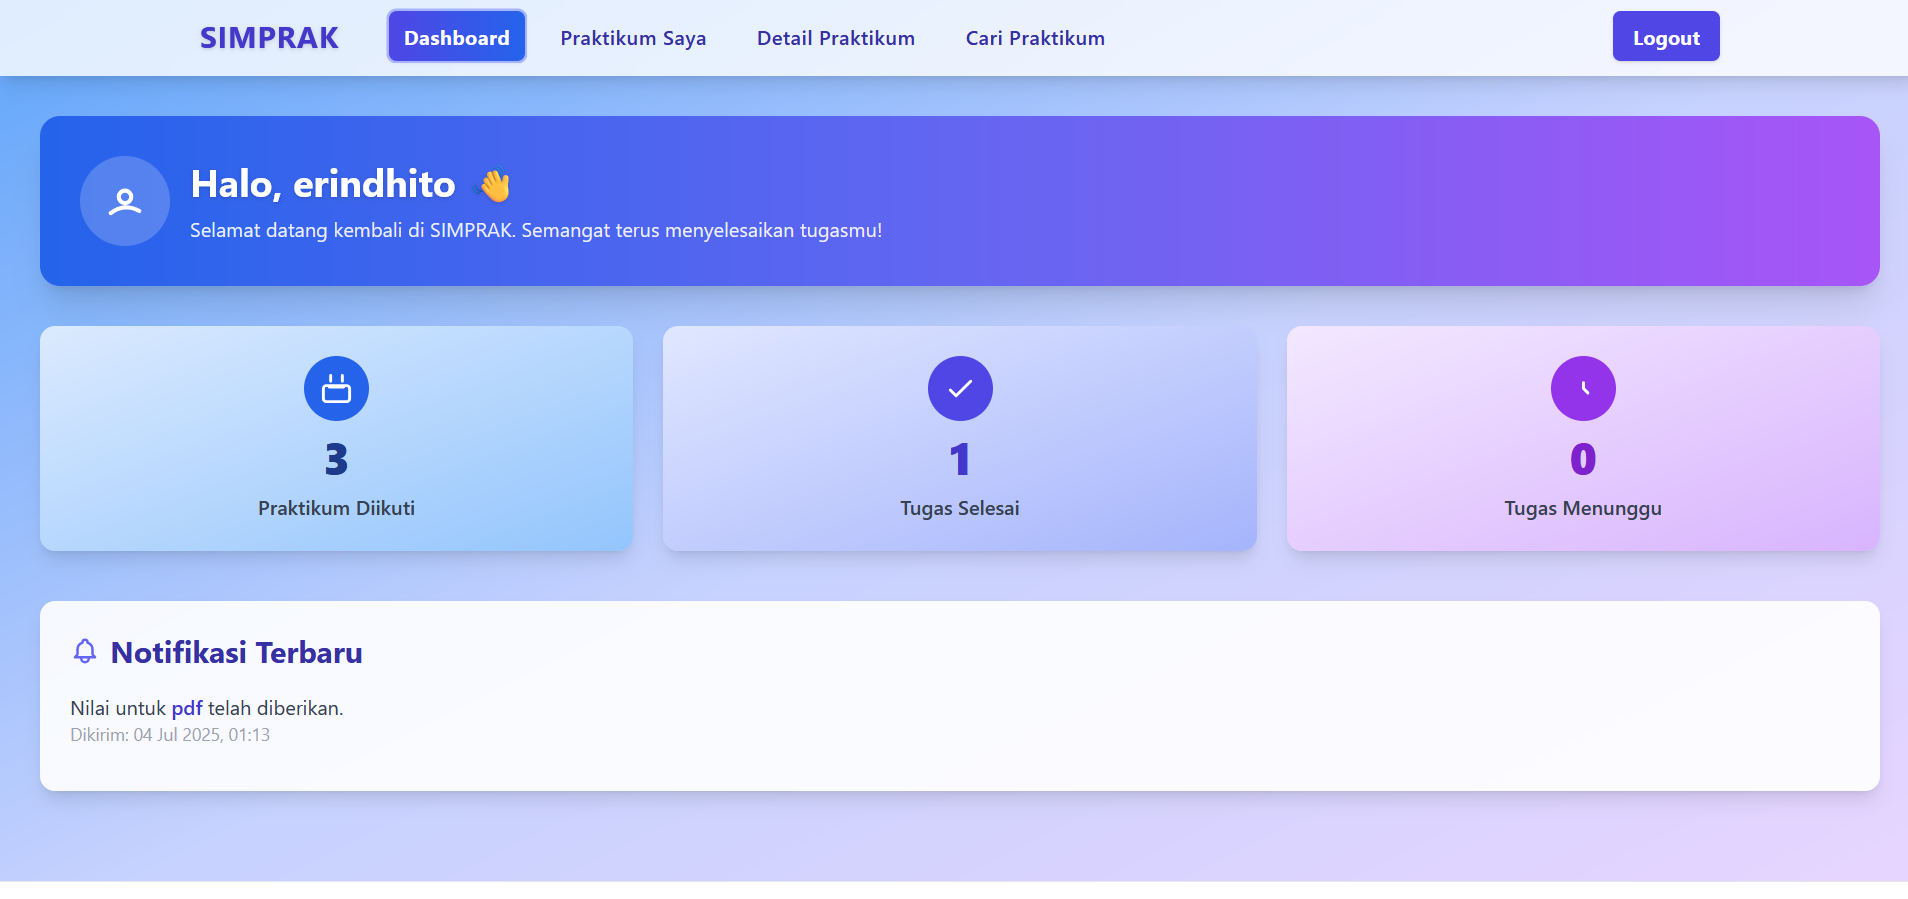 SIMPRAK Dashboard Praktikum Saya Detail Praktikum Cari Praktikum Logout
Halo, erindhito 👋
Selamat datang kembali di SIMPRAK. Semangat terus menyelesaikan tugasmu!
3
Praktikum Diikuti
1
Tugas Selesai
0
Tugas Menunggu
Notifikasi Terbaru
Nilai untuk pdf telah diberikan.
Dikirim: 04 Jul 2025, 01:13